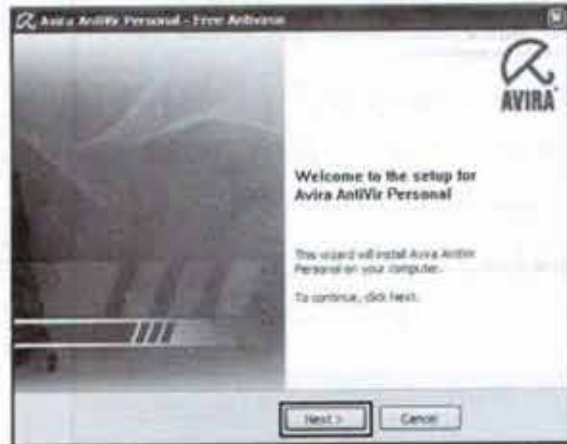 Avira AntiVir Personal - Free Antivirus
AVIRA
Welcome to the setup for
Avira AntiVir Personal
This wizard will install Avira AntiVir
Personal on your computer.
To continue, click Next.
Next >
Cancel